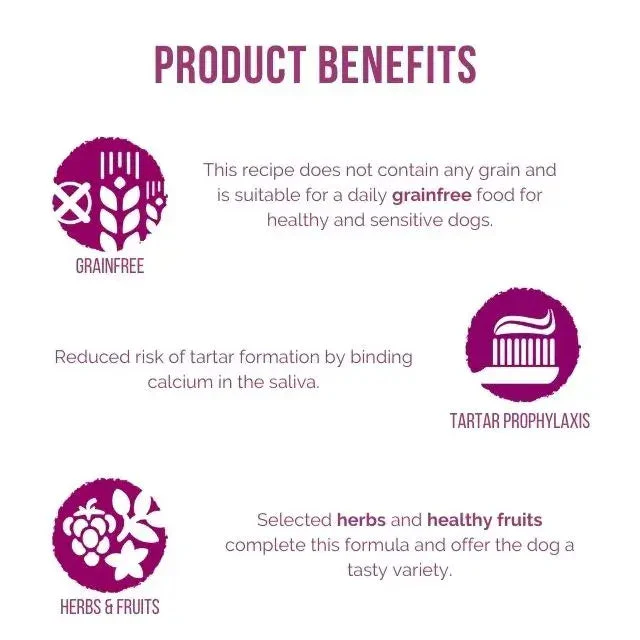 PRODUCT BENEFITS
This recipe does not contain any grain and
is suitable for a daily grainfree food for
healthy and sensitive dogs.
GRAINFREE
Reduced risk of tartar formation by binding
calcium in the saliva.
TARTAR PROPHYLAXIS
Selected herbs and healthy fruits
complete this formula and offer the dog a
tasty variety.
HERBS & FRUITS